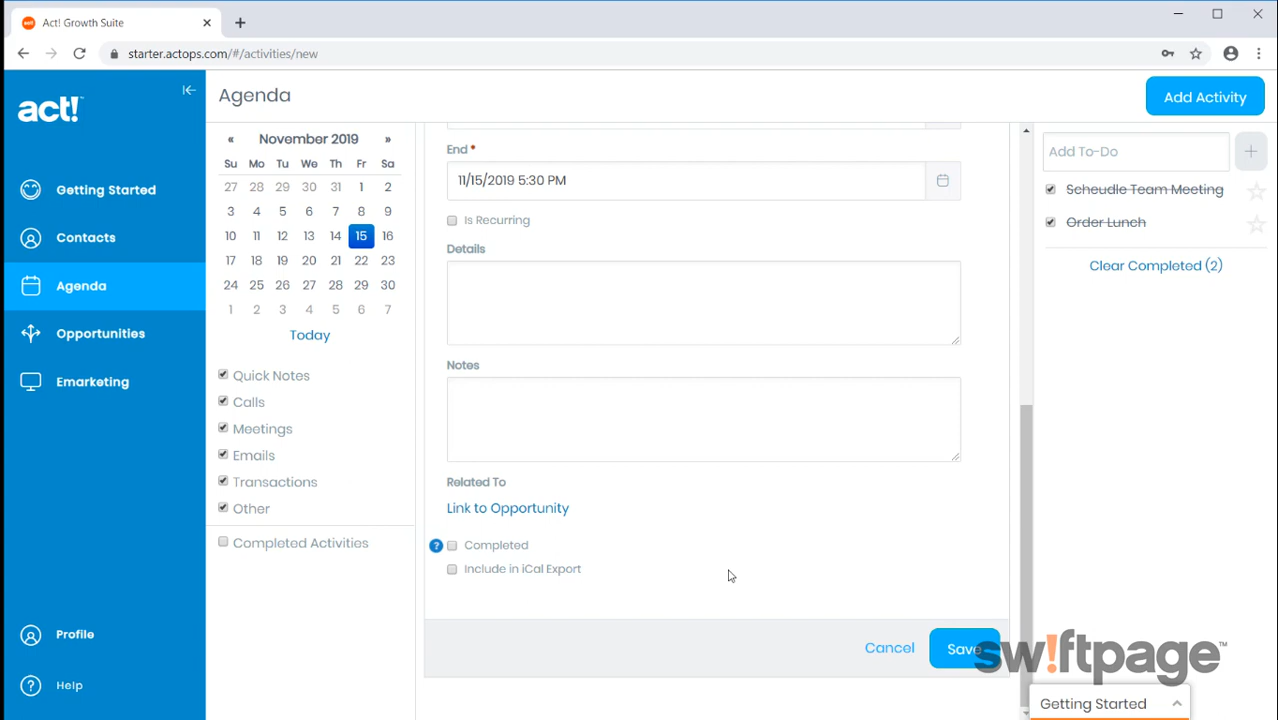 act! Act! Growth Suite
starter.actops.com/#/activities/new
act!™
Getting Started
Contacts
Agenda
Opportunities
Emarketing
Profile
Help
Agenda
Add Activity
« November 2019 »
Su Mo Tu We Th Fr Sa
27 28 29 30 31 1 2
3 4 5 6 7 8 9
10 11 12 13 14 15 16
17 18 19 20 21 22 23
24 25 26 27 28 29 30
1 2 3 4 5 6 7
Today
Quick Notes
Calls
Meetings
Emails
Transactions
Other
Completed Activities
End *
11/15/2019 5:30 PM
Is Recurring
Details
Notes
Related To
Link to Opportunity
? Completed
Include in iCal Export
Cancel
Save
Add To-Do
Scheudle Team Meeting
Order Lunch
Clear Completed (2)
sw!ftpage™
Getting Started